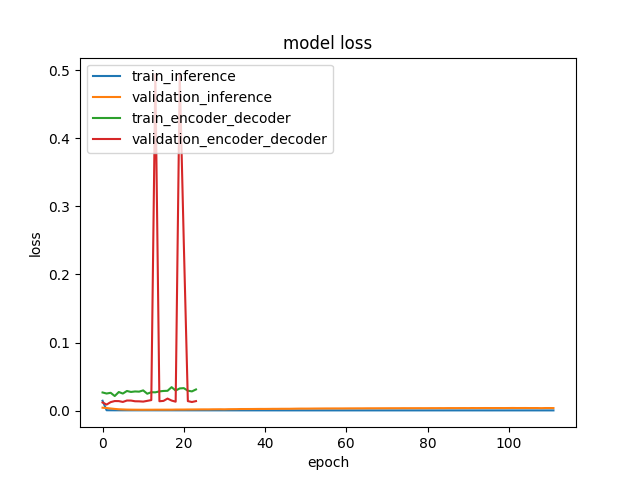 model loss
train_inference
validation_inference
train_encoder_decoder
validation_encoder_decoder
0.5
0.4
0.3
0.2
0.1
0.0
loss
0 20 40 60 80 100
epoch